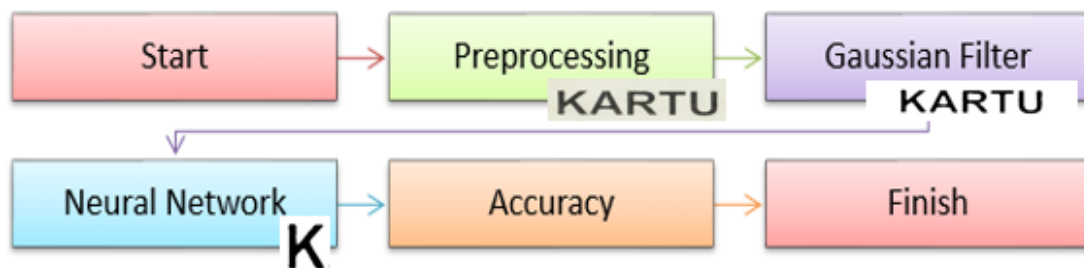 Start
Preprocessing
KARTU
Gaussian Filter
KARTU
Neural Network
K
Accuracy
Finish